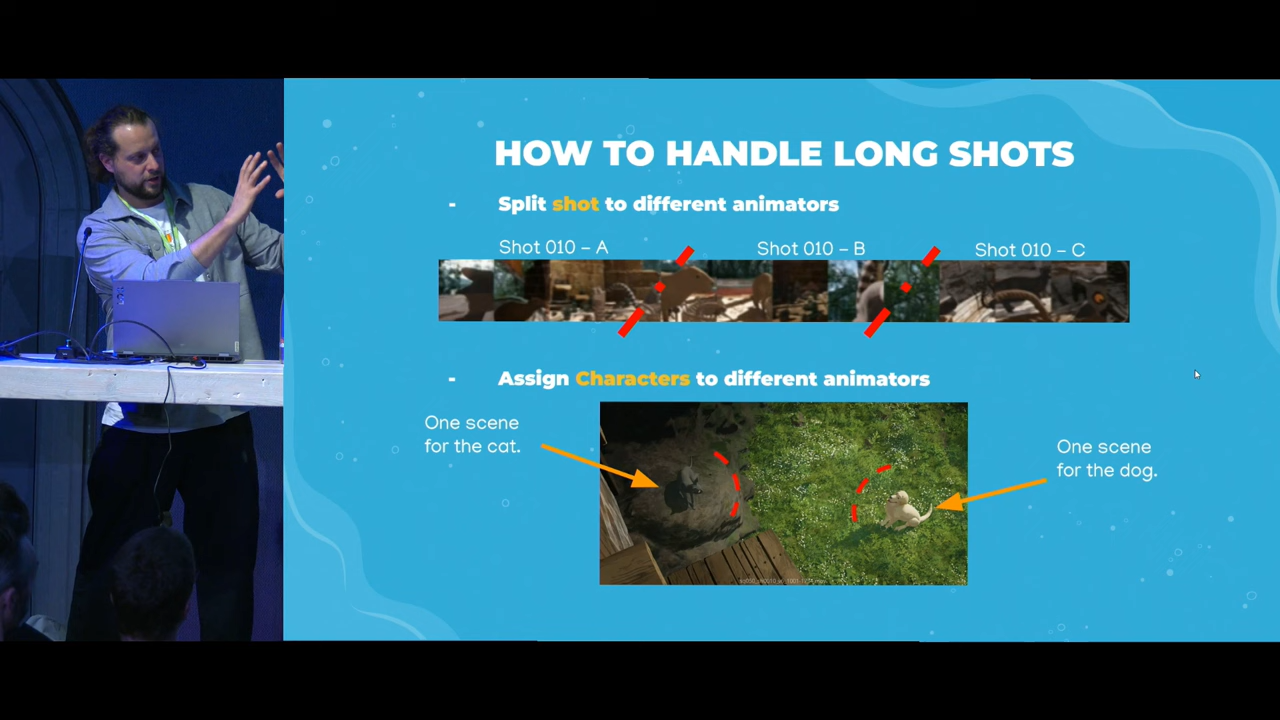 HOW TO HANDLE LONG SHOTS
- Split shot to different animators
Shot 010 – A
Shot 010 – B
Shot 010 – C
- Assign Characters to different animators
One scene
for the cat.
One scene
for the dog.